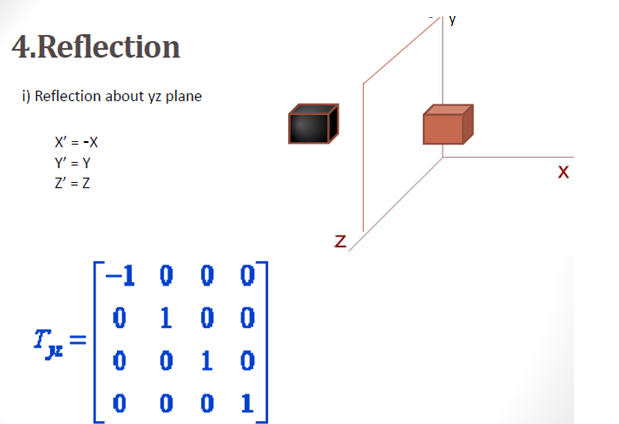 4.Reflection
i) Reflection about yz plane
X′ = -X
Y′ = Y
Z′ = Z
y
X
Z
T_yz = [−1 0 0 0
0 1 0 0
0 0 1 0
0 0 0 1]